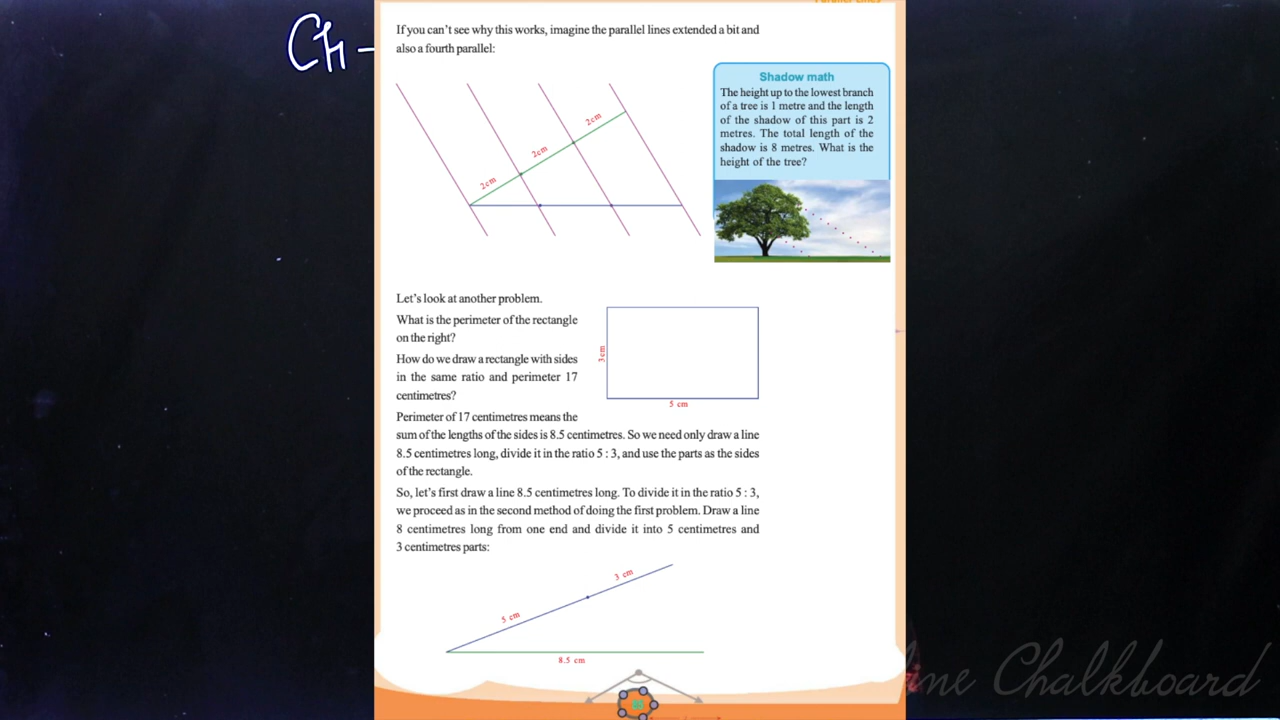 Ch-
Parallel Lines
If you can't see why this works, imagine the parallel lines extended a bit and
also a fourth parallel:
2cm
2cm
2cm
Shadow math
The height up to the lowest branch
of a tree is 1 metre and the length
of the shadow of this part is 2
metres. The total length of the
shadow is 8 metres. What is the
height of the tree?
Let's look at another problem.
What is the perimeter of the rectangle
on the right?
How do we draw a rectangle with sides
in the same ratio and perimeter 17
centimetres?
3cm
5 cm
Perimeter of 17 centimetres means the
sum of the lengths of the sides is 8.5 centimetres. So we need only draw a line
8.5 centimetres long, divide it in the ratio 5 : 3, and use the parts as the sides
of the rectangle.
So, let's first draw a line 8.5 centimetres long. To divide it in the ratio 5 : 3,
we proceed as in the second method of doing the first problem. Draw a line
8 centimetres long from one end and divide it into 5 centimetres and
3 centimetres parts:
3 cm
5 cm
8.5 cm
ine Chalkboard